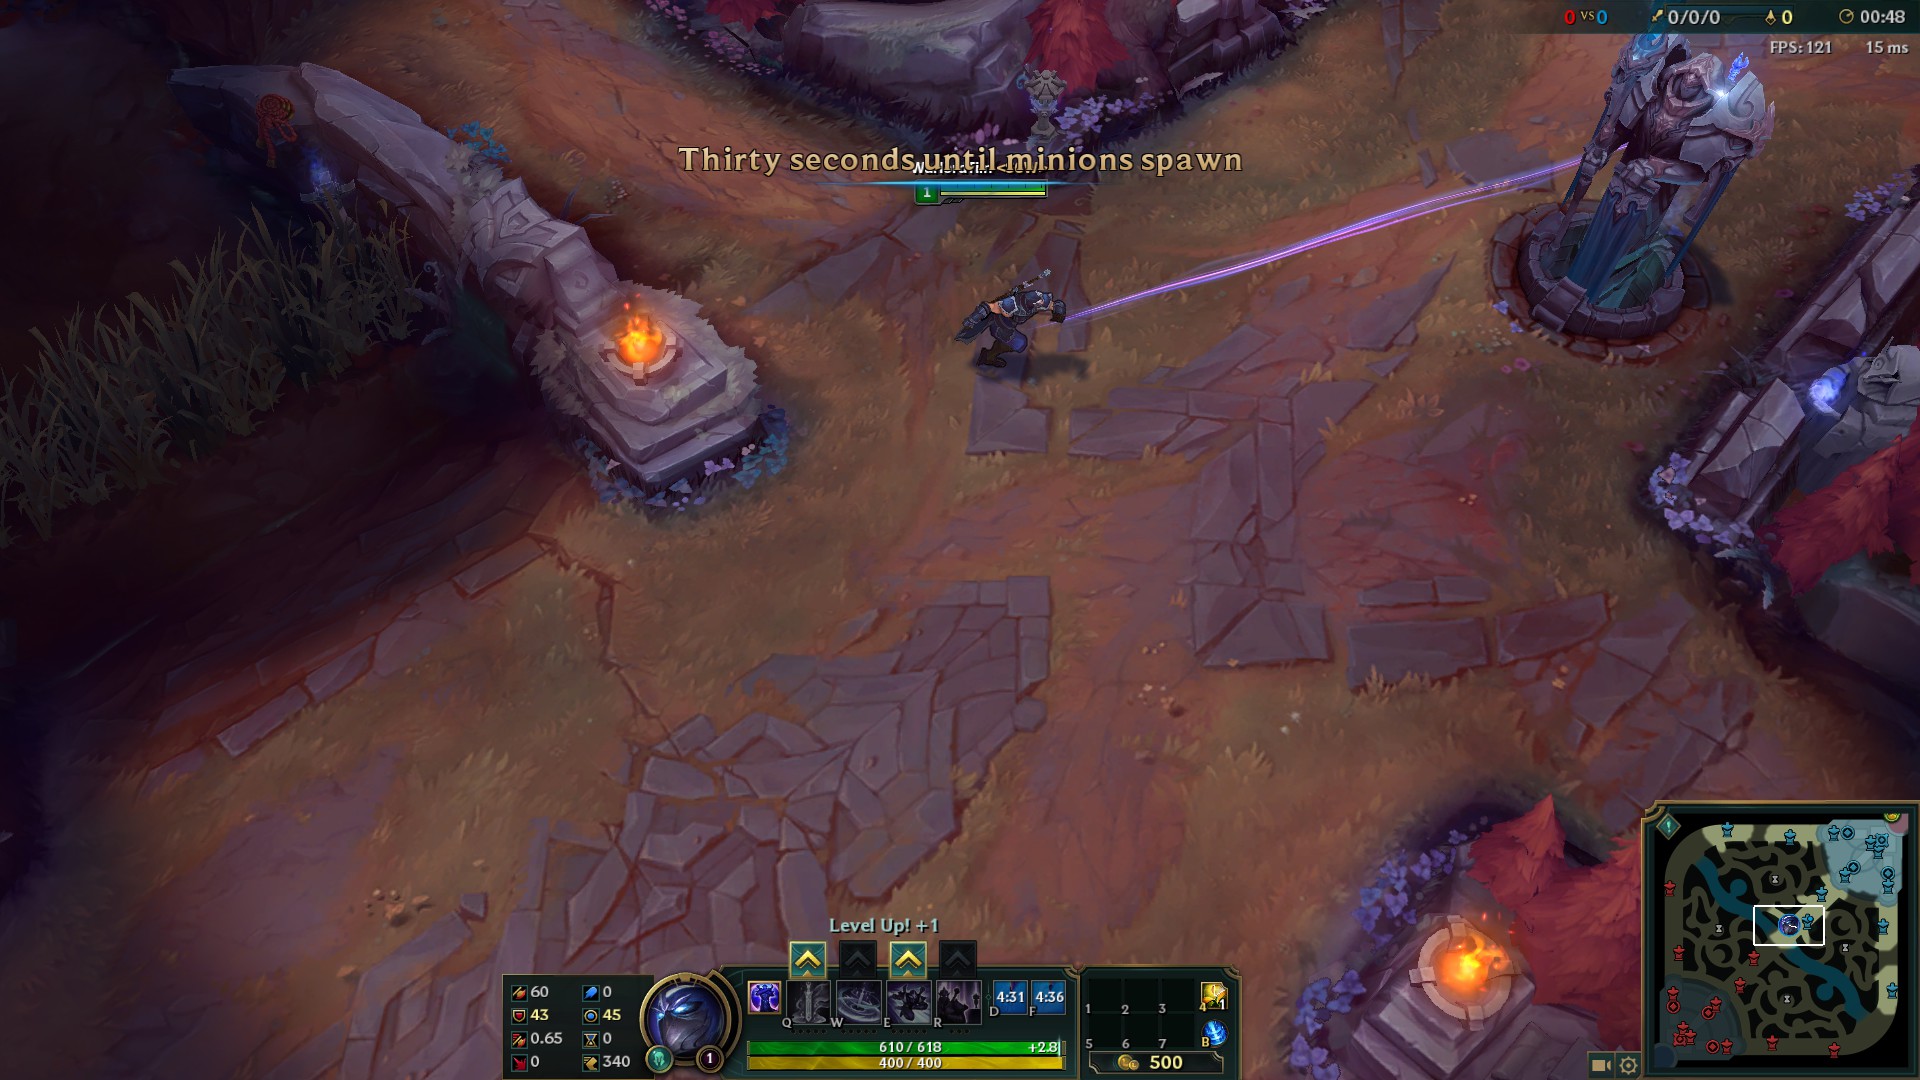 0 VS 0 0/0/0 0 00:48
FPS: 121 15 ms
Thirty seconds until minions spawn
1
Level Up! +1
60 0
43 45
0.65 0
0 340
1
Q W E R
4:31 4:36
D F
610 / 618 +2.8
400 / 400
1 2 3 4 1
5 6 7 B
500